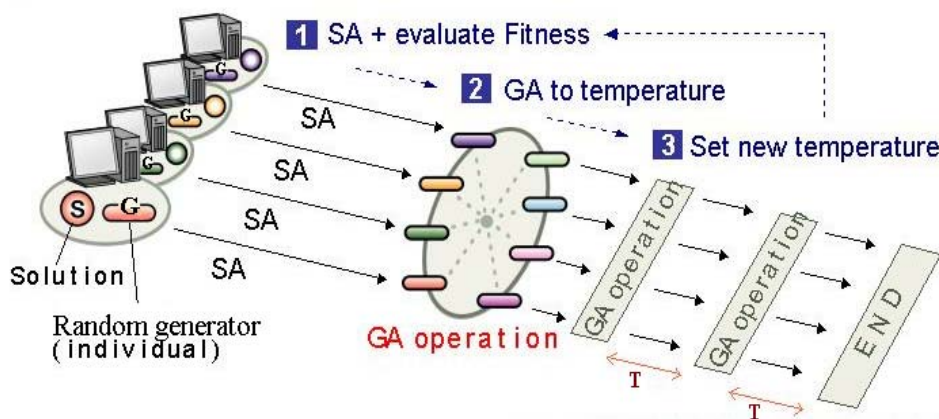 1 SA + evaluate Fitness
2 GA to temperature
3 Set new temperature
G
G
G
S G
SA
SA
SA
SA
Solution
Random generator
(individual)
GA operation
GA operation
GA operation
END
T
T